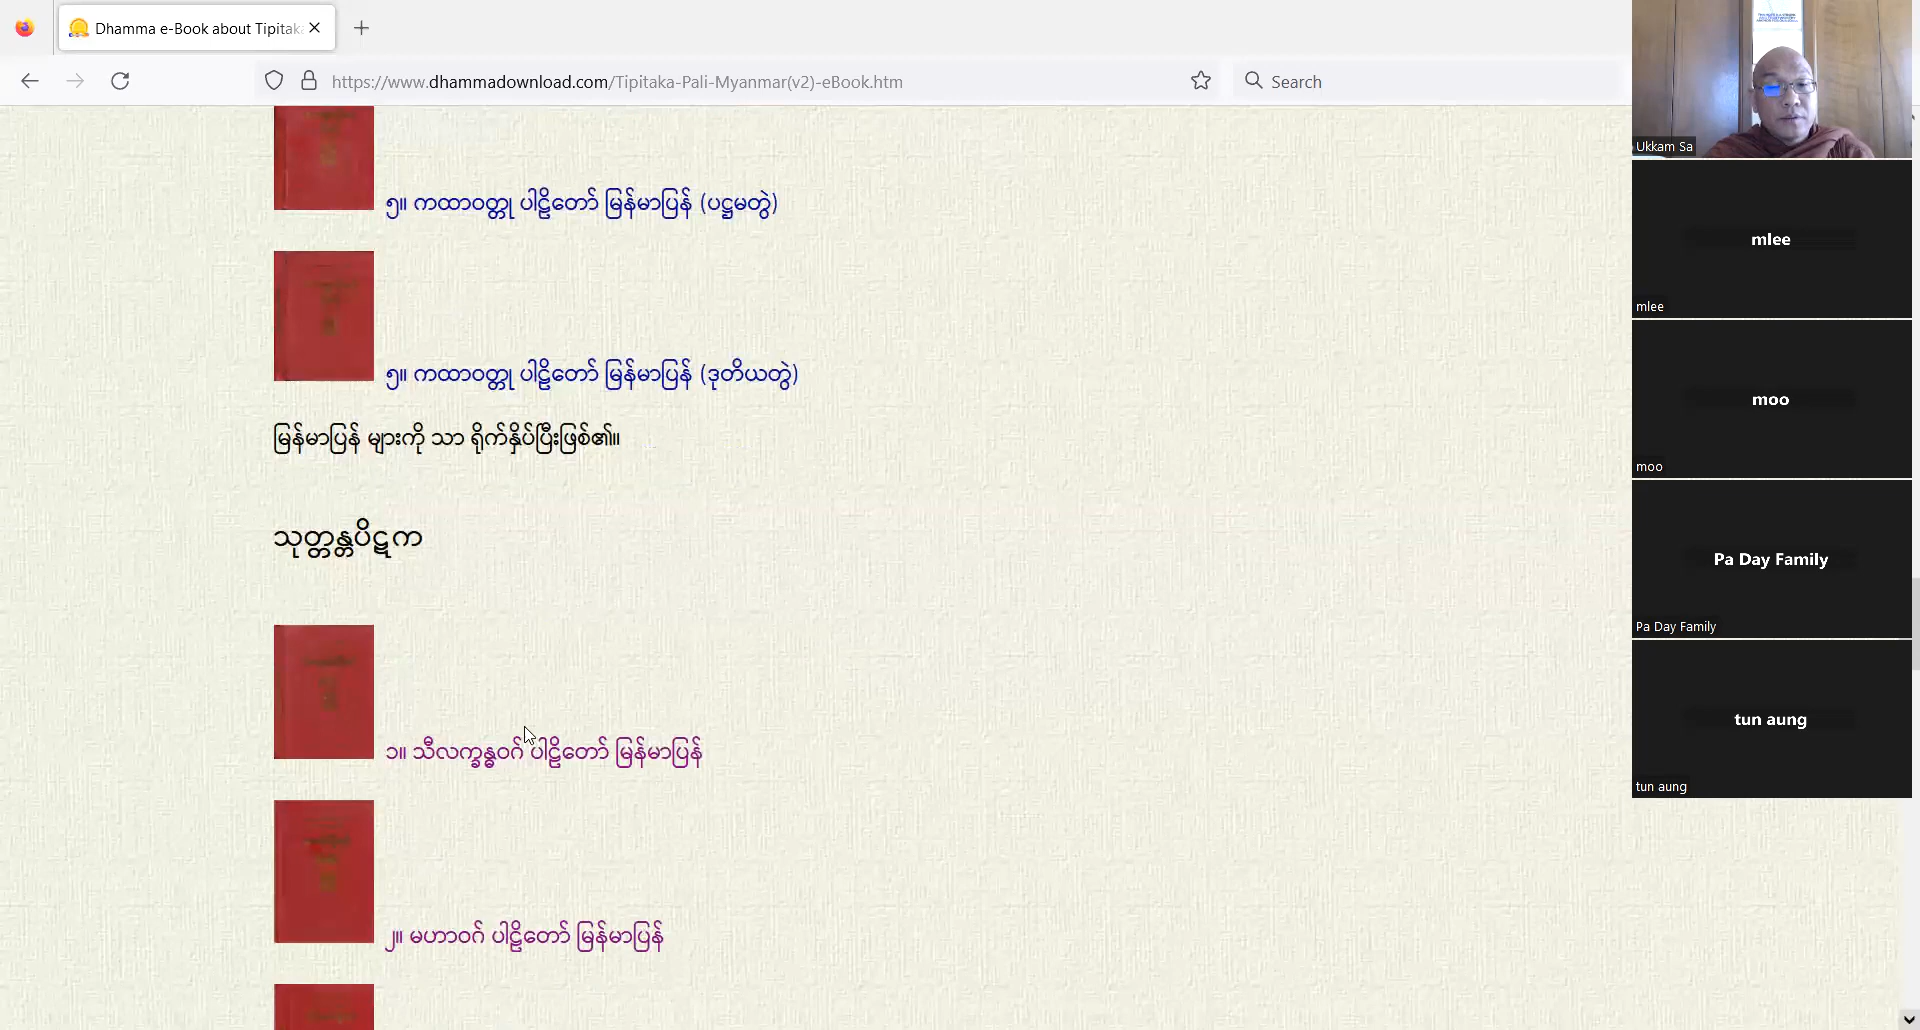 Dhamma e-Book about Tipitaka
https://www.dhammadownload.com/Tipitaka-Pali-Myanmar(v2)-eBook.htm
Search
၅။ ကထာဝတ္ထု ပါဠိတော် မြန်မာပြန် (ပဌမတွဲ)
၅။ ကထာဝတ္ထု ပါဠိတော် မြန်မာပြန် (ဒုတိယတွဲ)
မြန်မာပြန် များကို သာ ရိုက်နှိပ်ပြီးဖြစ်၏။
သုတ္တန္တပိဋက
၁။ သီလက္ခန္ဓဝဂ် ပါဠိတော် မြန်မာပြန်
၂။ မဟာဝဂ် ပါဠိတော် မြန်မာပြန်
Ukkam Sa
mlee
mlee
moo
moo
Pa Day Family
Pa Day Family
tun aung
tun aung